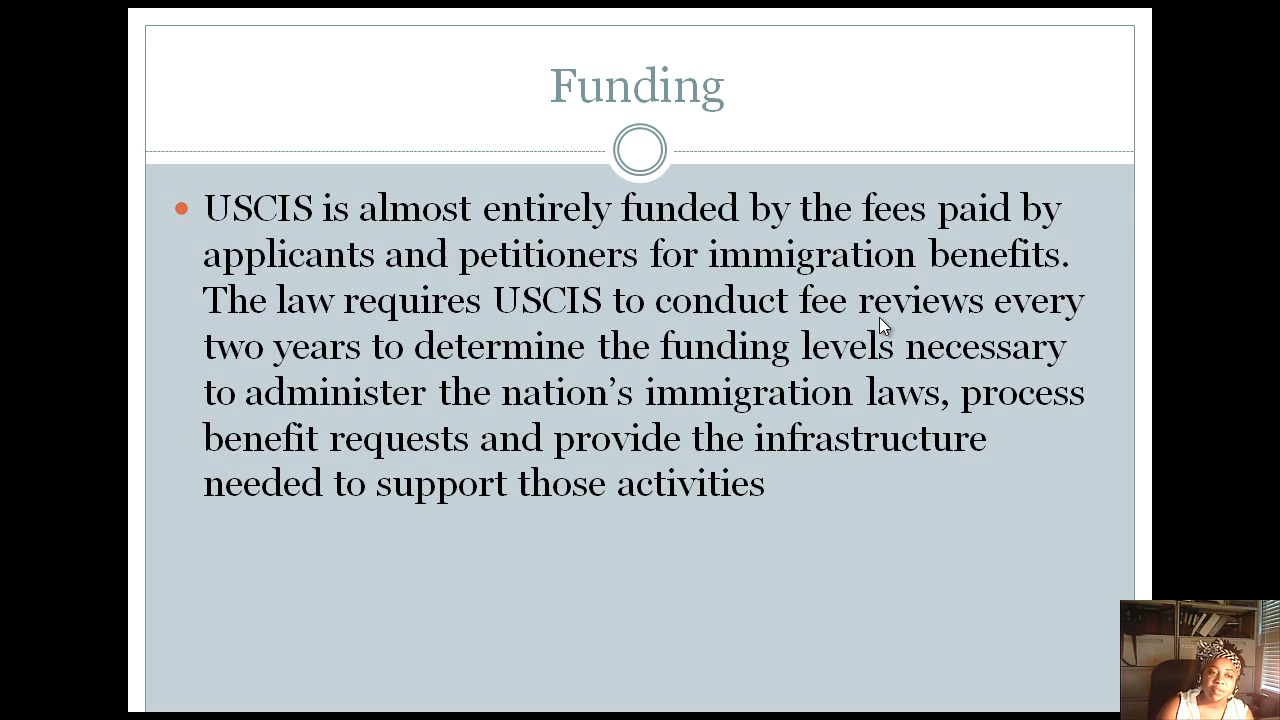 Funding
USCIS is almost entirely funded by the fees paid by
applicants and petitioners for immigration benefits.
The law requires USCIS to conduct fee reviews every
two years to determine the funding levels necessary
to administer the nation’s immigration laws, process
benefit requests and provide the infrastructure
needed to support those activities